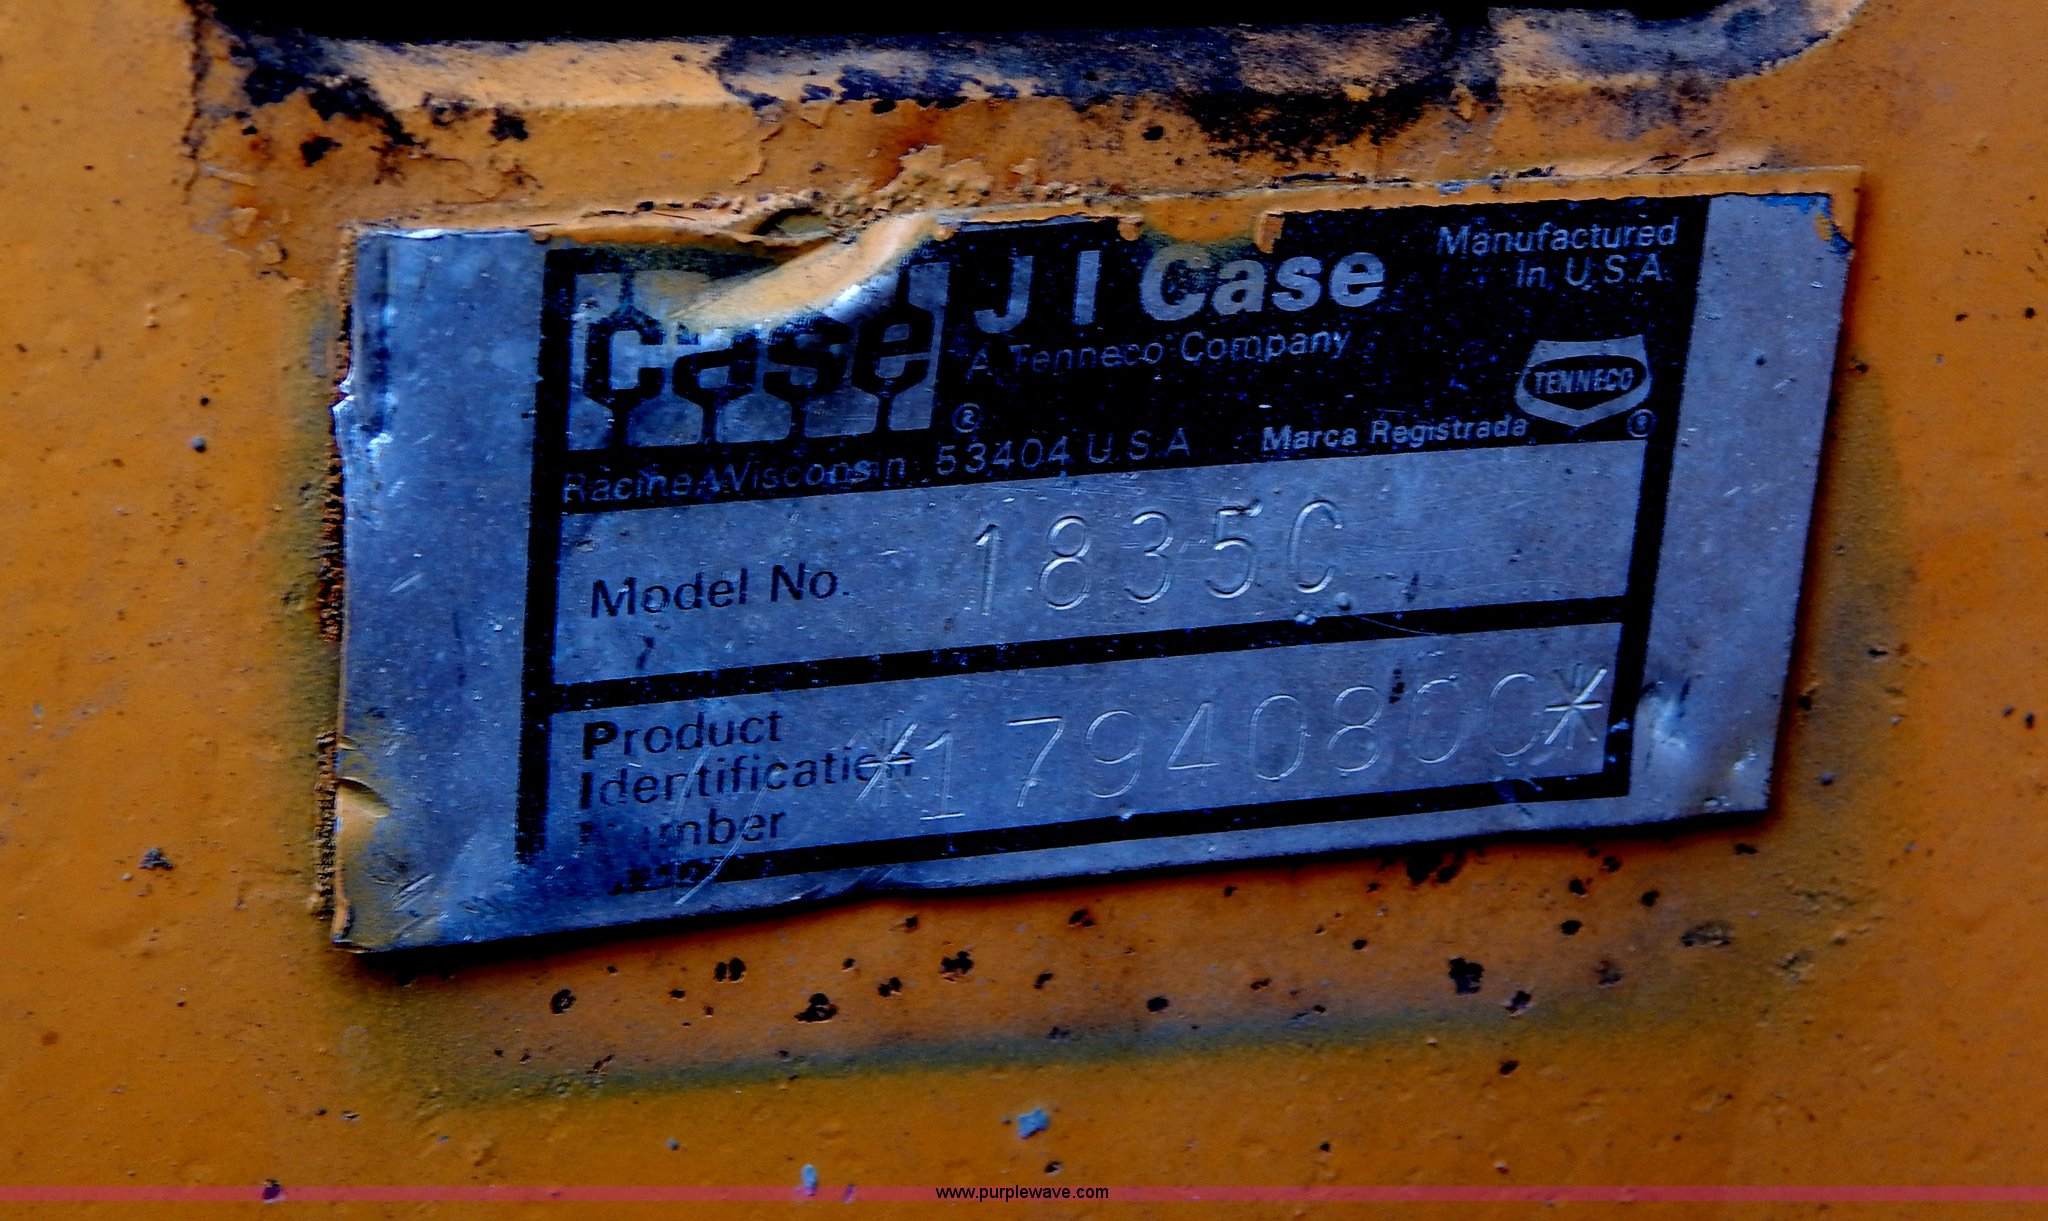 case
J I Case
Manufactured
In U.S.A.
A Tenneco Company
TENNECO
Racine Wisconsin 53404 U.S.A
Marca Registrada
Model No. 1835C
Product
Identification
Number
*17940800*
www.purplewave.com